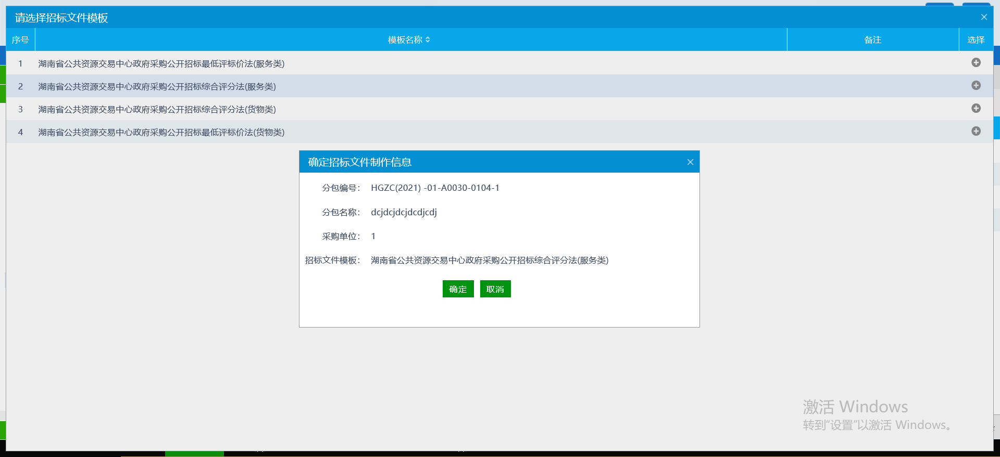 请选择招标文件模板
序号 模板名称 备注 选择
1 湖南省公共资源交易中心政府采购公开招标最低评标价法(服务类)
2 湖南省公共资源交易中心政府采购公开招标综合评分法(服务类)
3 湖南省公共资源交易中心政府采购公开招标综合评分法(货物类)
4 湖南省公共资源交易中心政府采购公开招标最低评标价法(货物类)
确定招标文件制作信息
分包编号： HGZC(2021) -01-A0030-0104-1
分包名称： dcjdcjdcjdcdjcdj
采购单位： 1
招标文件模板： 湖南省公共资源交易中心政府采购公开招标综合评分法(服务类)
确定 取消
激活 Windows
转到“设置”以激活 Windows。